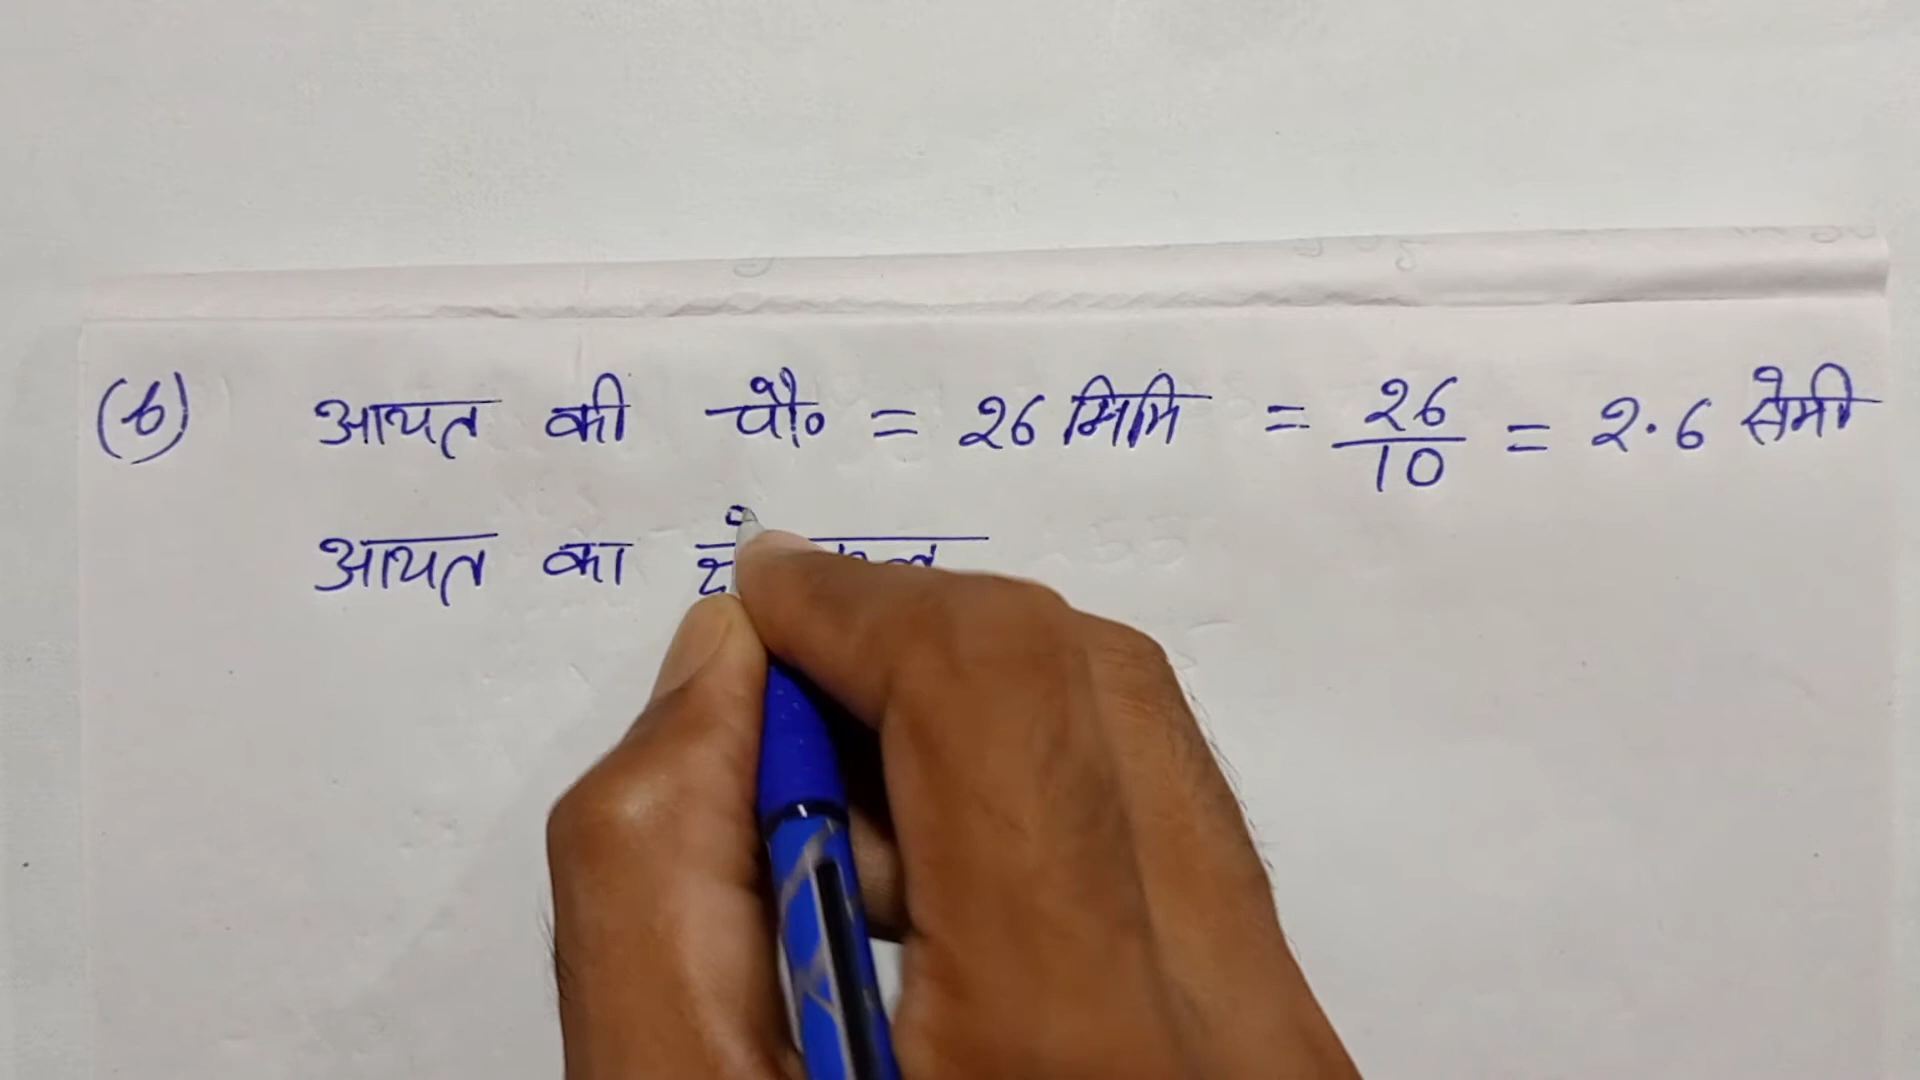 (b) आयत की चौ० = 26 मिमि = 26/10 = 2.6 सेमी
आयत का